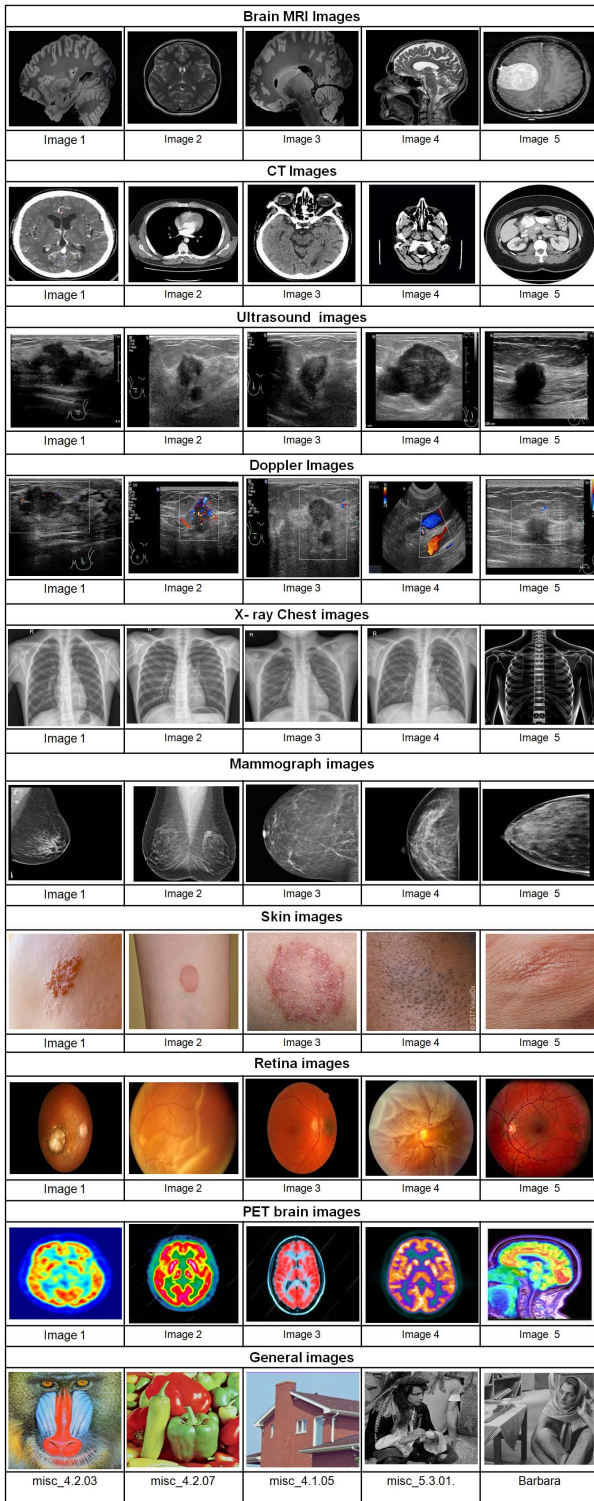 Brain MRI Images
Image 1 Image 2 Image 3 Image 4 Image 5
CT Images
Image 1 Image 2 Image 3 Image 4 Image 5
Ultrasound images
Image 1 Image 2 Image 3 Image 4 Image 5
Doppler Images
Image 1 Image 2 Image 3 Image 4 Image 5
X- ray Chest images
R R R R
Image 1 Image 2 Image 3 Image 4 Image 5
Mammograph images
Image 1 Image 2 Image 3 Image 4 Image 5
Skin images
© 2017 VisualDx
Image 1 Image 2 Image 3 Image 4 Image 5
Retina images
Image 1 Image 2 Image 3 Image 4 Image 5
PET brain images
Image 1 Image 2 Image 3 Image 4 Image 5
General images
misc_4.2.03 misc_4.2.07 misc_4.1.05 misc_5.3.01. Barbara